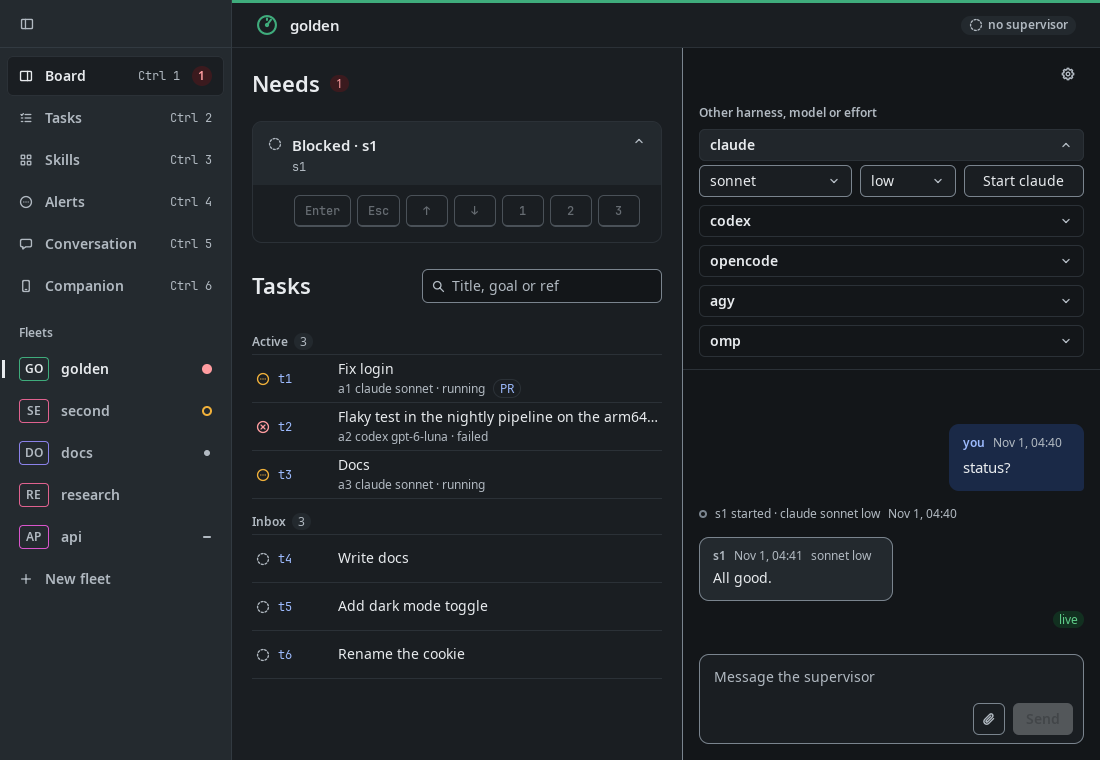 golden
no supervisor
Board Ctrl 1 1
Tasks Ctrl 2
Skills Ctrl 3
Alerts Ctrl 4
Conversation Ctrl 5
Companion Ctrl 6
Fleets
GO golden
SE second
DO docs
RE research
AP api
New fleet
Needs 1
Blocked · s1
s1
Enter Esc ↑ ↓ 1 2 3
Tasks
Title, goal or ref
Active 3
t1 Fix login
a1 claude sonnet · running PR
t2 Flaky test in the nightly pipeline on the arm64…
a2 codex gpt-6-luna · failed
t3 Docs
a3 claude sonnet · running
Inbox 3
t4 Write docs
t5 Add dark mode toggle
t6 Rename the cookie
Other harness, model or effort
claude
sonnet low Start claude
codex
opencode
agy
omp
you Nov 1, 04:40
status?
s1 started · claude sonnet low Nov 1, 04:40
s1 Nov 1, 04:41 sonnet low
All good.
live
Message the supervisor
Send